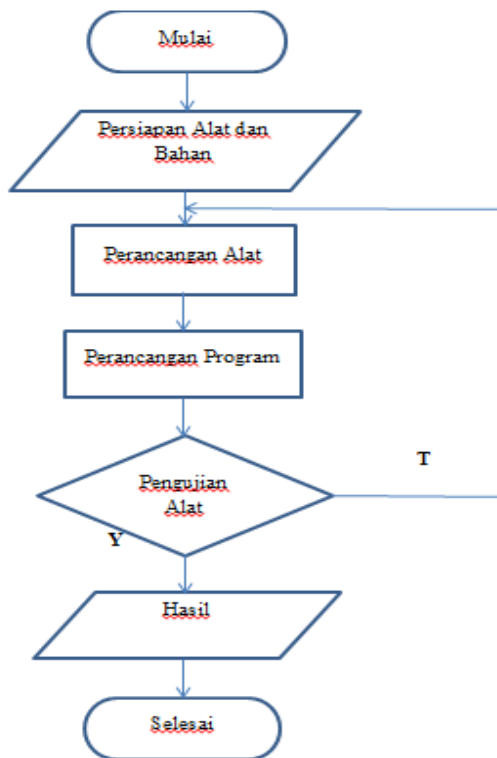 Mulai
Persiapan Alat dan
Bahan
Perancangan Alat
Perancangan Program
T
Pengujian
Alat
Y
Hasil
Selesai